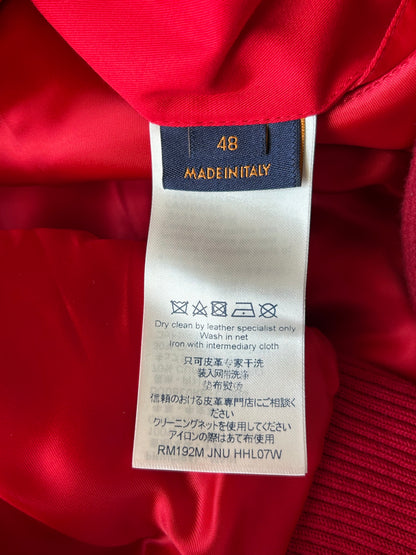 48
MADE IN ITALY
Dry clean by leather specialist only
Wash in net
Iron with intermediary cloth
只可皮革专家干洗
装入网带洗涤
垫布熨烫
信頼のおける皮革専門店にご相談く
ださい
クリーニングネットを使用してくださ
い
アイロンの際はあて布使用
RM192M JNU HHL07W